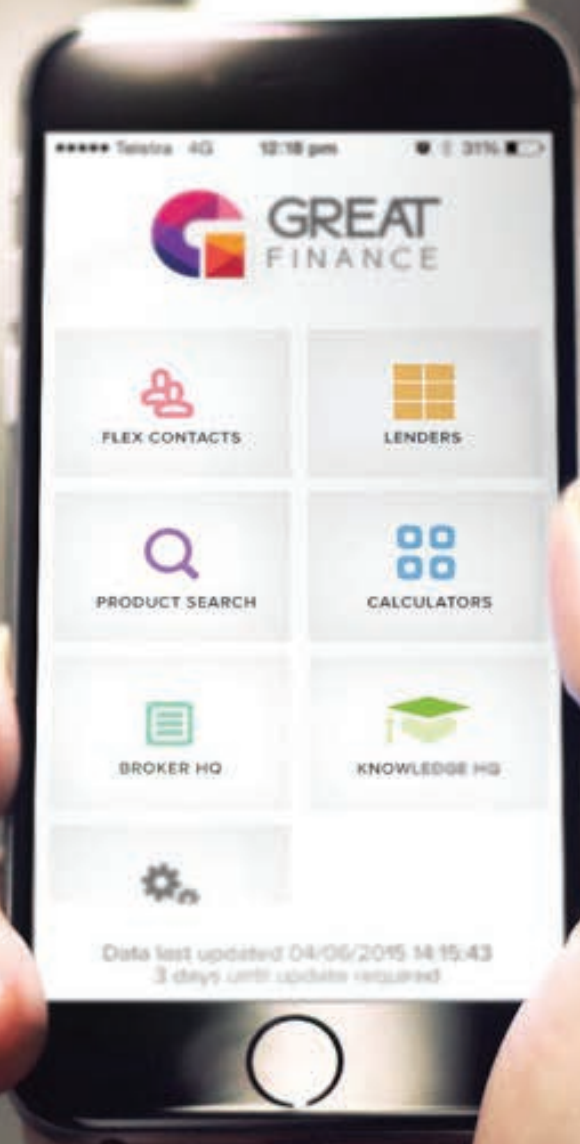 Telstra 4G 12:18 pm 31%
GREAT
FINANCE
FLEX CONTACTS
LENDERS
PRODUCT SEARCH
CALCULATORS
BROKER HQ
KNOWLEDGE HQ
Data last updated 04/06/2015 14:15:43
3 days until update required